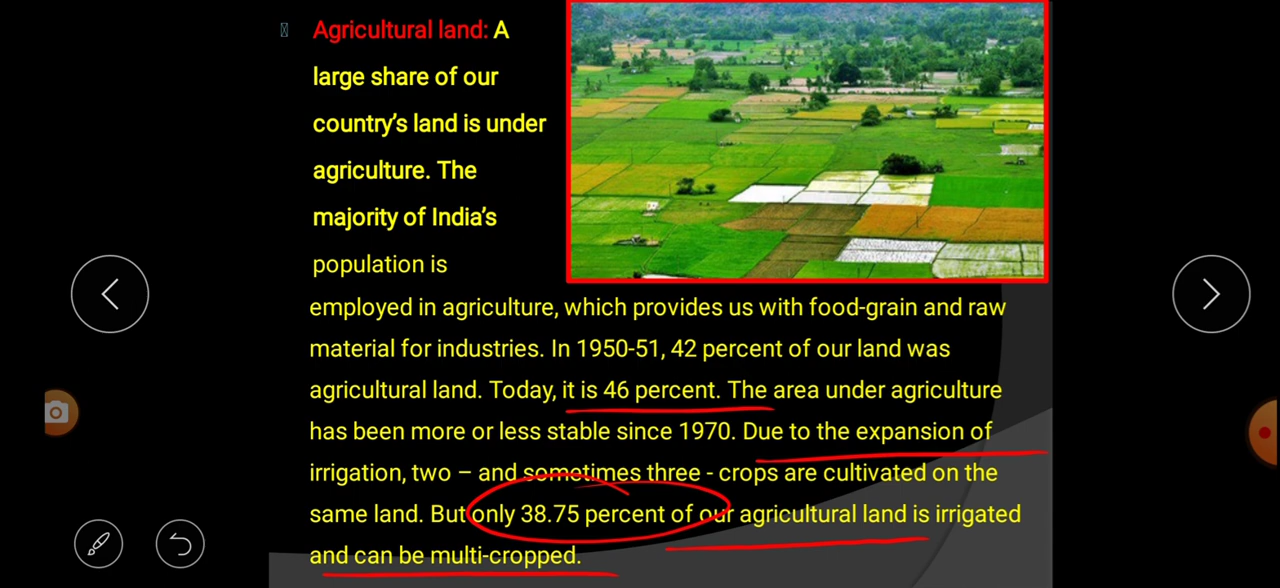 Agricultural land: A
large share of our
country's land is under
agriculture. The
majority of India's
population is
employed in agriculture, which provides us with food-grain and raw
material for industries. In 1950-51, 42 percent of our land was
agricultural land. Today, it is 46 percent. The area under agriculture
has been more or less stable since 1970. Due to the expansion of
irrigation, two – and sometimes three - crops are cultivated on the
same land. But only 38.75 percent of our agricultural land is irrigated
and can be multi-cropped.